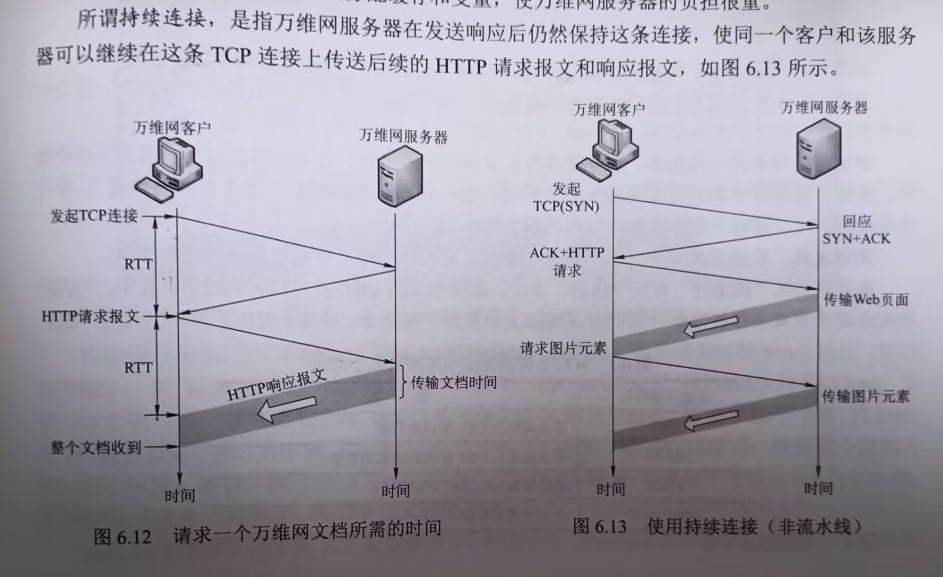 配缓存和变量，使万维网服务器的负担很重。
所谓持续连接，是指万维网服务器在发送响应后仍然保持这条连接，使同一个客户和该服务
器可以继续在这条 TCP 连接上传送后续的 HTTP 请求报文和响应报文，如图 6.13 所示。
万维网客户
万维网服务器
发起TCP连接
RTT
HTTP请求报文
RTT
HTTP响应报文
传输文档时间
整个文档收到
时间
时间
图 6.12 请求一个万维网文档所需的时间
万维网客户
万维网服务器
发起
TCP(SYN)
回应
SYN+ACK
ACK+HTTP
请求
传输Web页面
请求图片元素
传输图片元素
时间
时间
图 6.13 使用持续连接（非流水线）